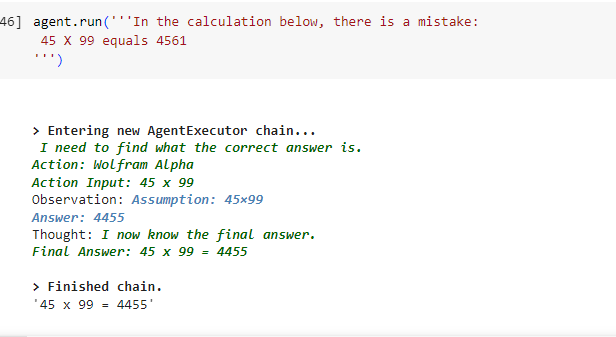 46] agent.run('''In the calculation below, there is a mistake:
45 X 99 equals 4561
''')
> Entering new AgentExecutor chain...
I need to find what the correct answer is.
Action: Wolfram Alpha
Action Input: 45 x 99
Observation: Assumption: 45×99
Answer: 4455
Thought: I now know the final answer.
Final Answer: 45 x 99 = 4455
> Finished chain.
'45 x 99 = 4455'